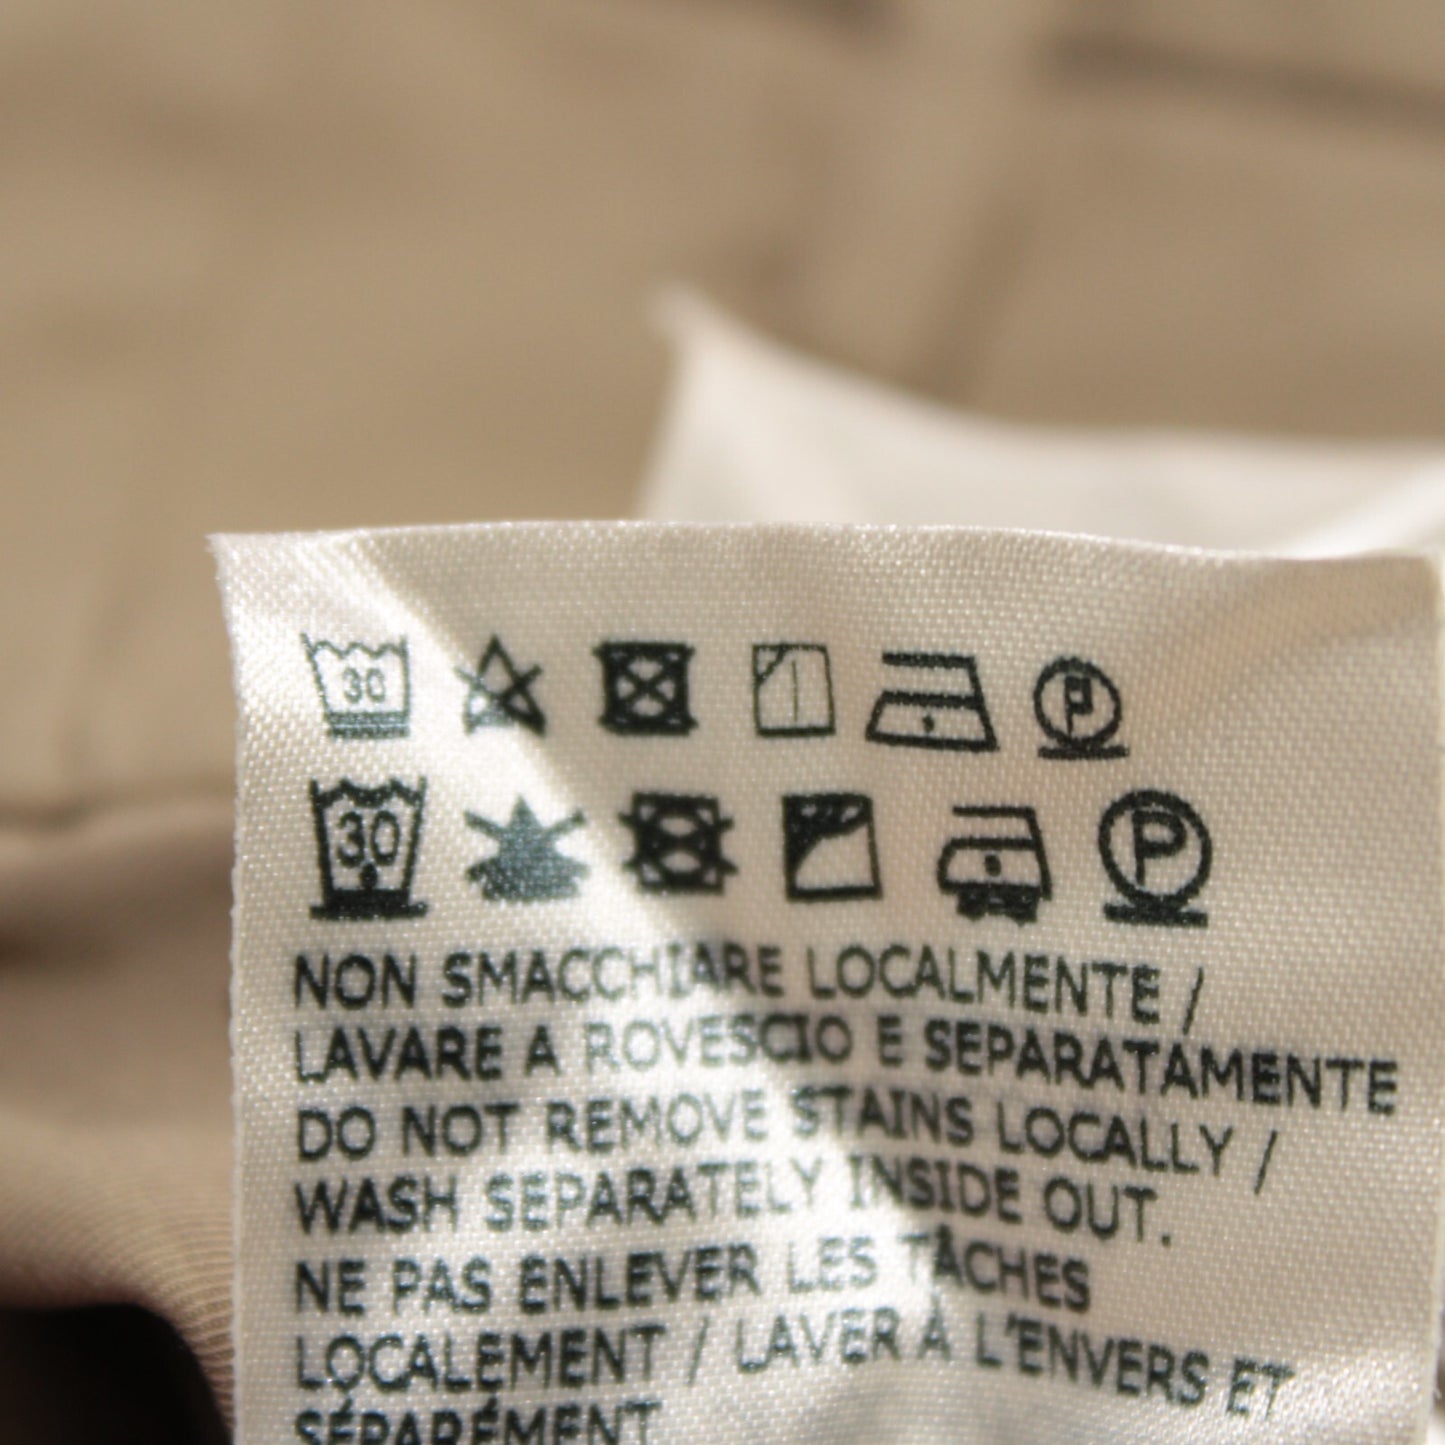 30 P
30 P
NON SMACCHIARE LOCALMENTE /
LAVARE A ROVESCIO E SEPARATAMENTE
DO NOT REMOVE STAINS LOCALLY /
WASH SEPARATELY INSIDE OUT.
NE PAS ENLEVER LES TÂCHES
LOCALEMENT / LAVER À L'ENVERS ET
SÉPARÉMENT